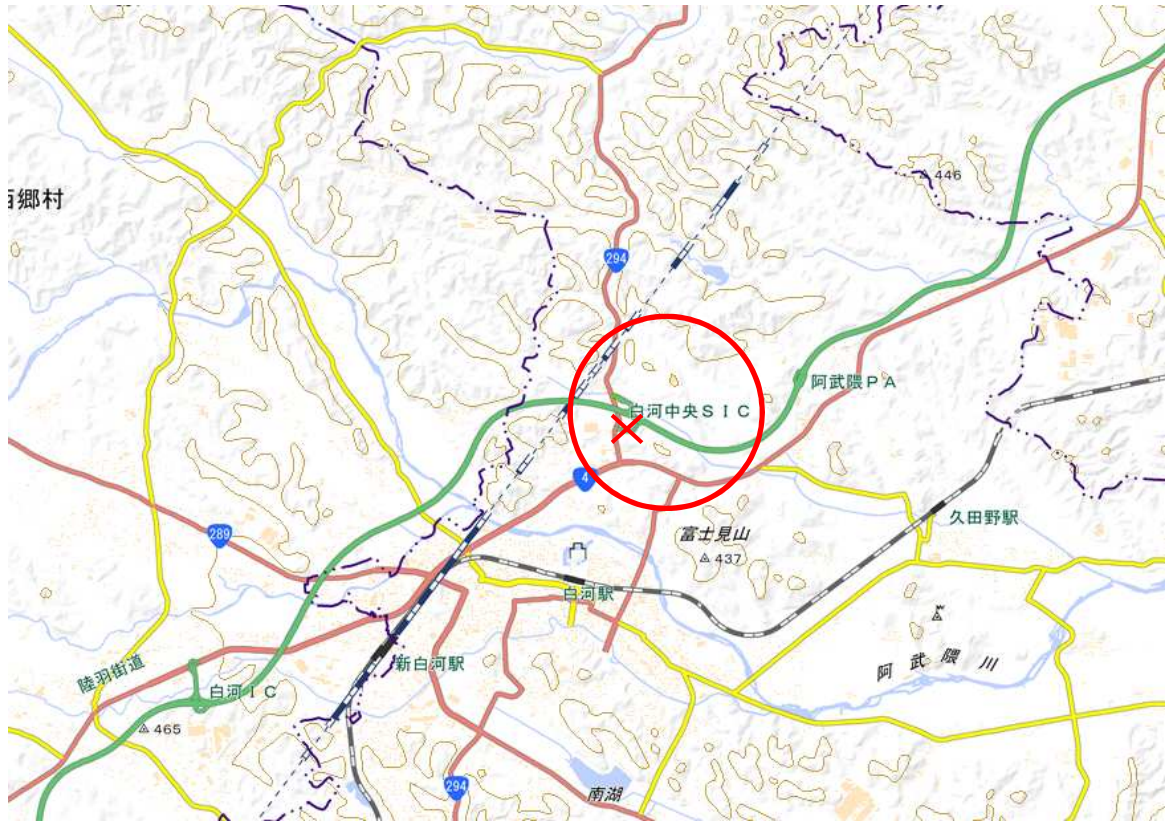 446
西郷村
294
阿武隈PA
白河中央SIC
4
久田野駅
289
富士見山
437
白河駅
阿武隈川
新白河駅
陸羽街道
白河IC
465
294
南湖